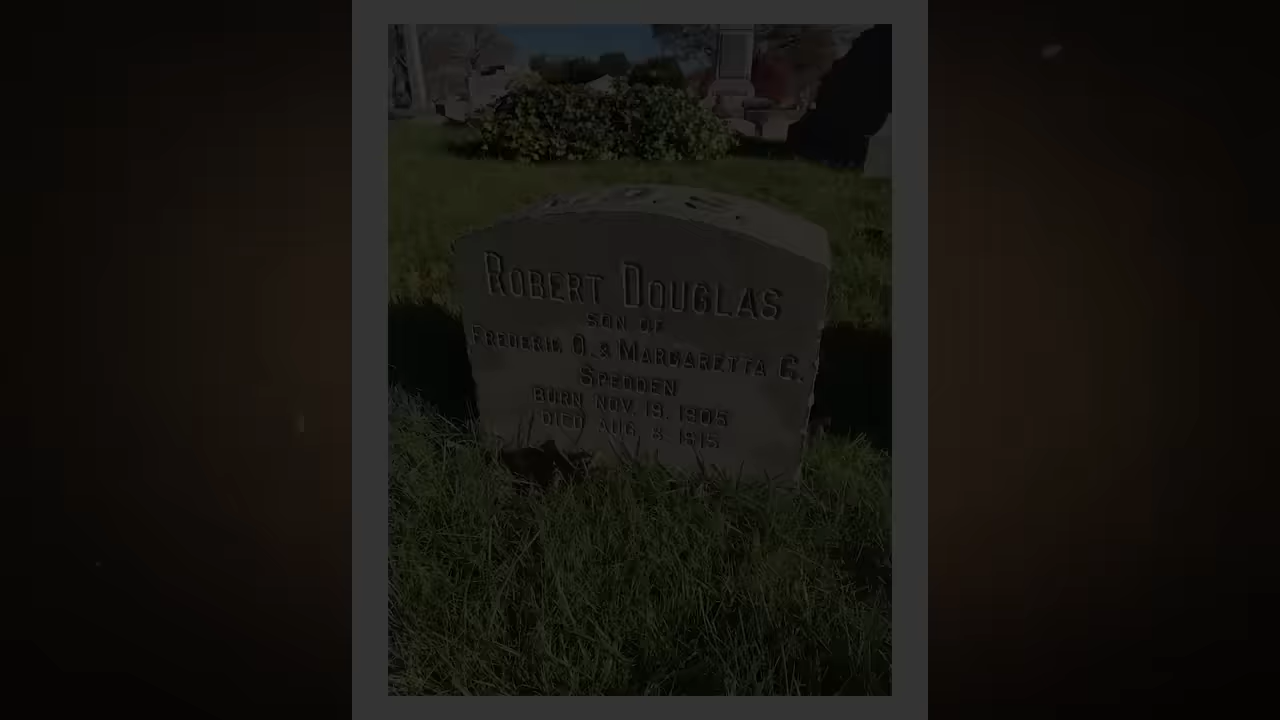 ROBERT DOUGLAS
SON OF
FREDERIC O. & MARGARETTA C.
SPEDDEN
BORN NOV. 19. 1905
DIED AUG. 8 1915